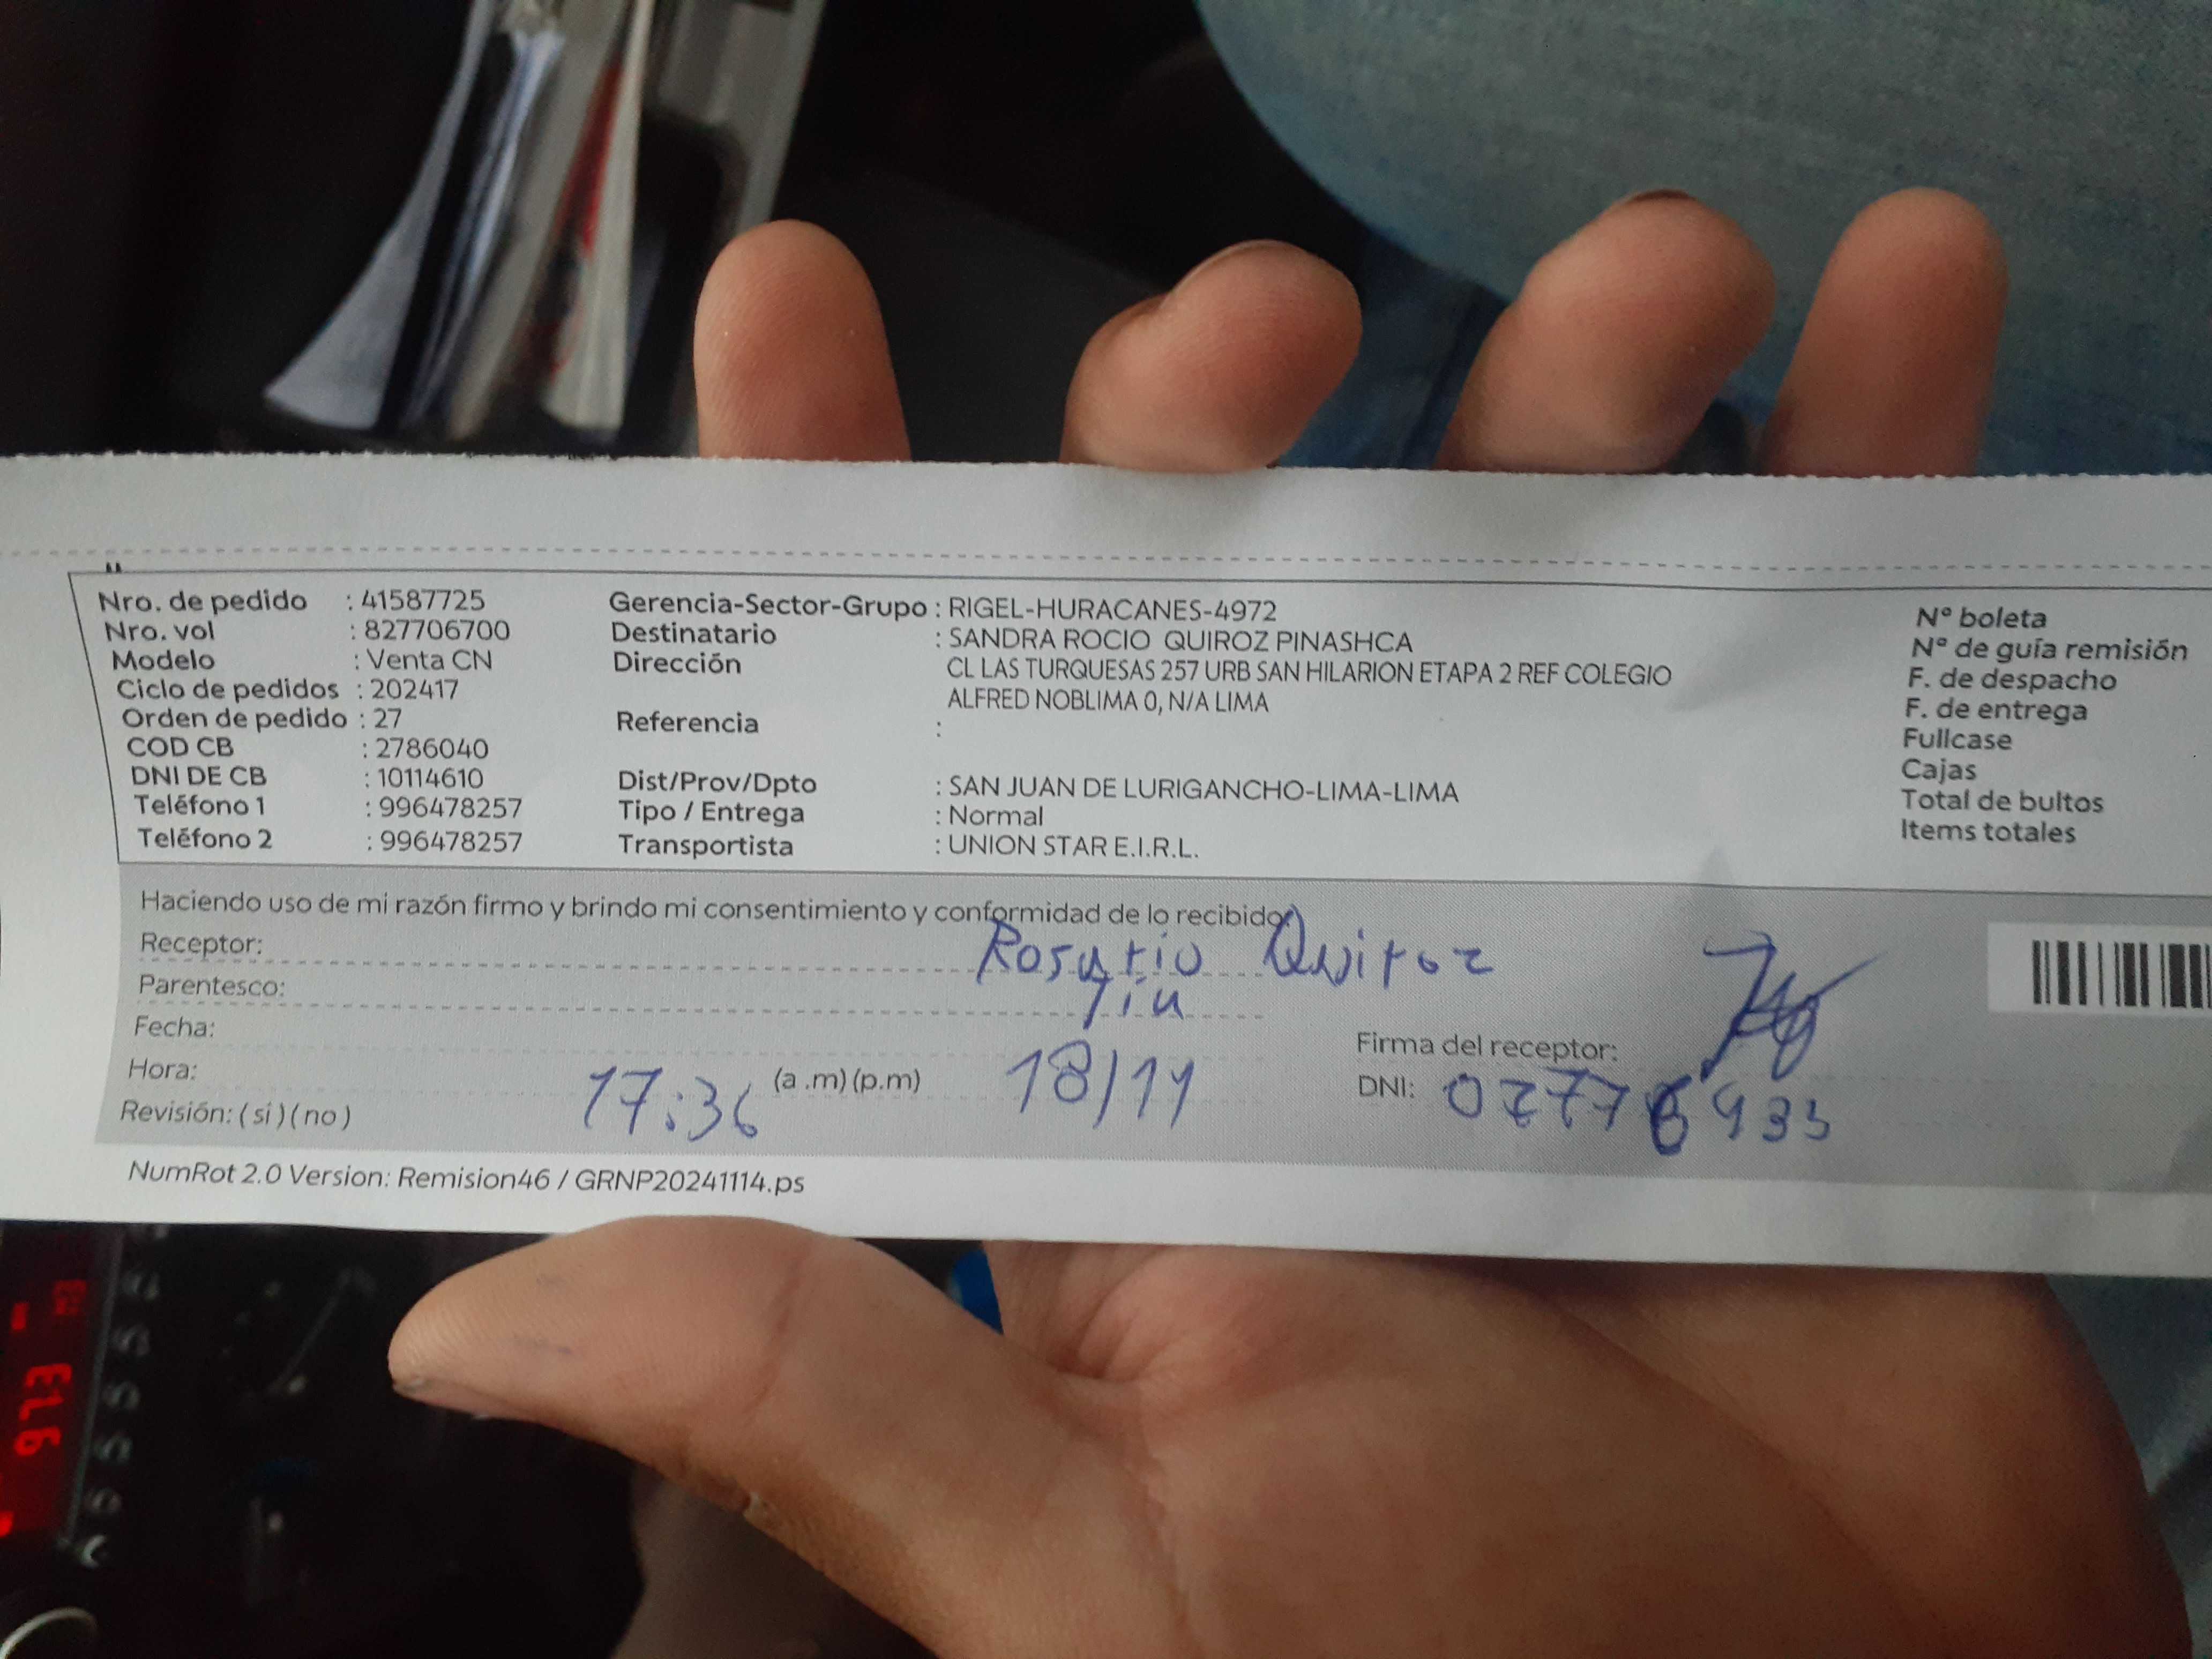 Nro. de pedido : 41587725
Nro. vol : 827706700
Modelo : Venta CN
Ciclo de pedidos : 202417
Orden de pedido : 27
COD CB : 2786040
DNI DE CB : 10114610
Teléfono 1 : 996478257
Teléfono 2 : 996478257
Gerencia-Sector-Grupo : RIGEL-HURACANES-4972
Destinatario : SANDRA ROCIO QUIROZ PINASHCA
Dirección CL LAS TURQUESAS 257 URB SAN HILARION ETAPA 2 REF COLEGIO
ALFRED NOBLIMA 0, N/A LIMA
Referencia :
Dist/Prov/Dpto : SAN JUAN DE LURIGANCHO-LIMA-LIMA
Tipo / Entrega : Normal
Transportista : UNION STAR E.I.R.L.
N° boleta
N° de guía remisión
F. de despacho
F. de entrega
Fullcase
Cajas
Total de bultos
Items totales
Haciendo uso de mi razón firmo y brindo mi consentimiento y conformidad de lo recibido
Receptor: Rosario Quiroz
Parentesco: Tia
Fecha: 18/11
Hora: 17:36 (a .m) (p.m)
Revisión: ( si ) ( no )
Firma del receptor:
DNI:
NumRot 2.0 Version: Remision46 / GRNP20241114.ps